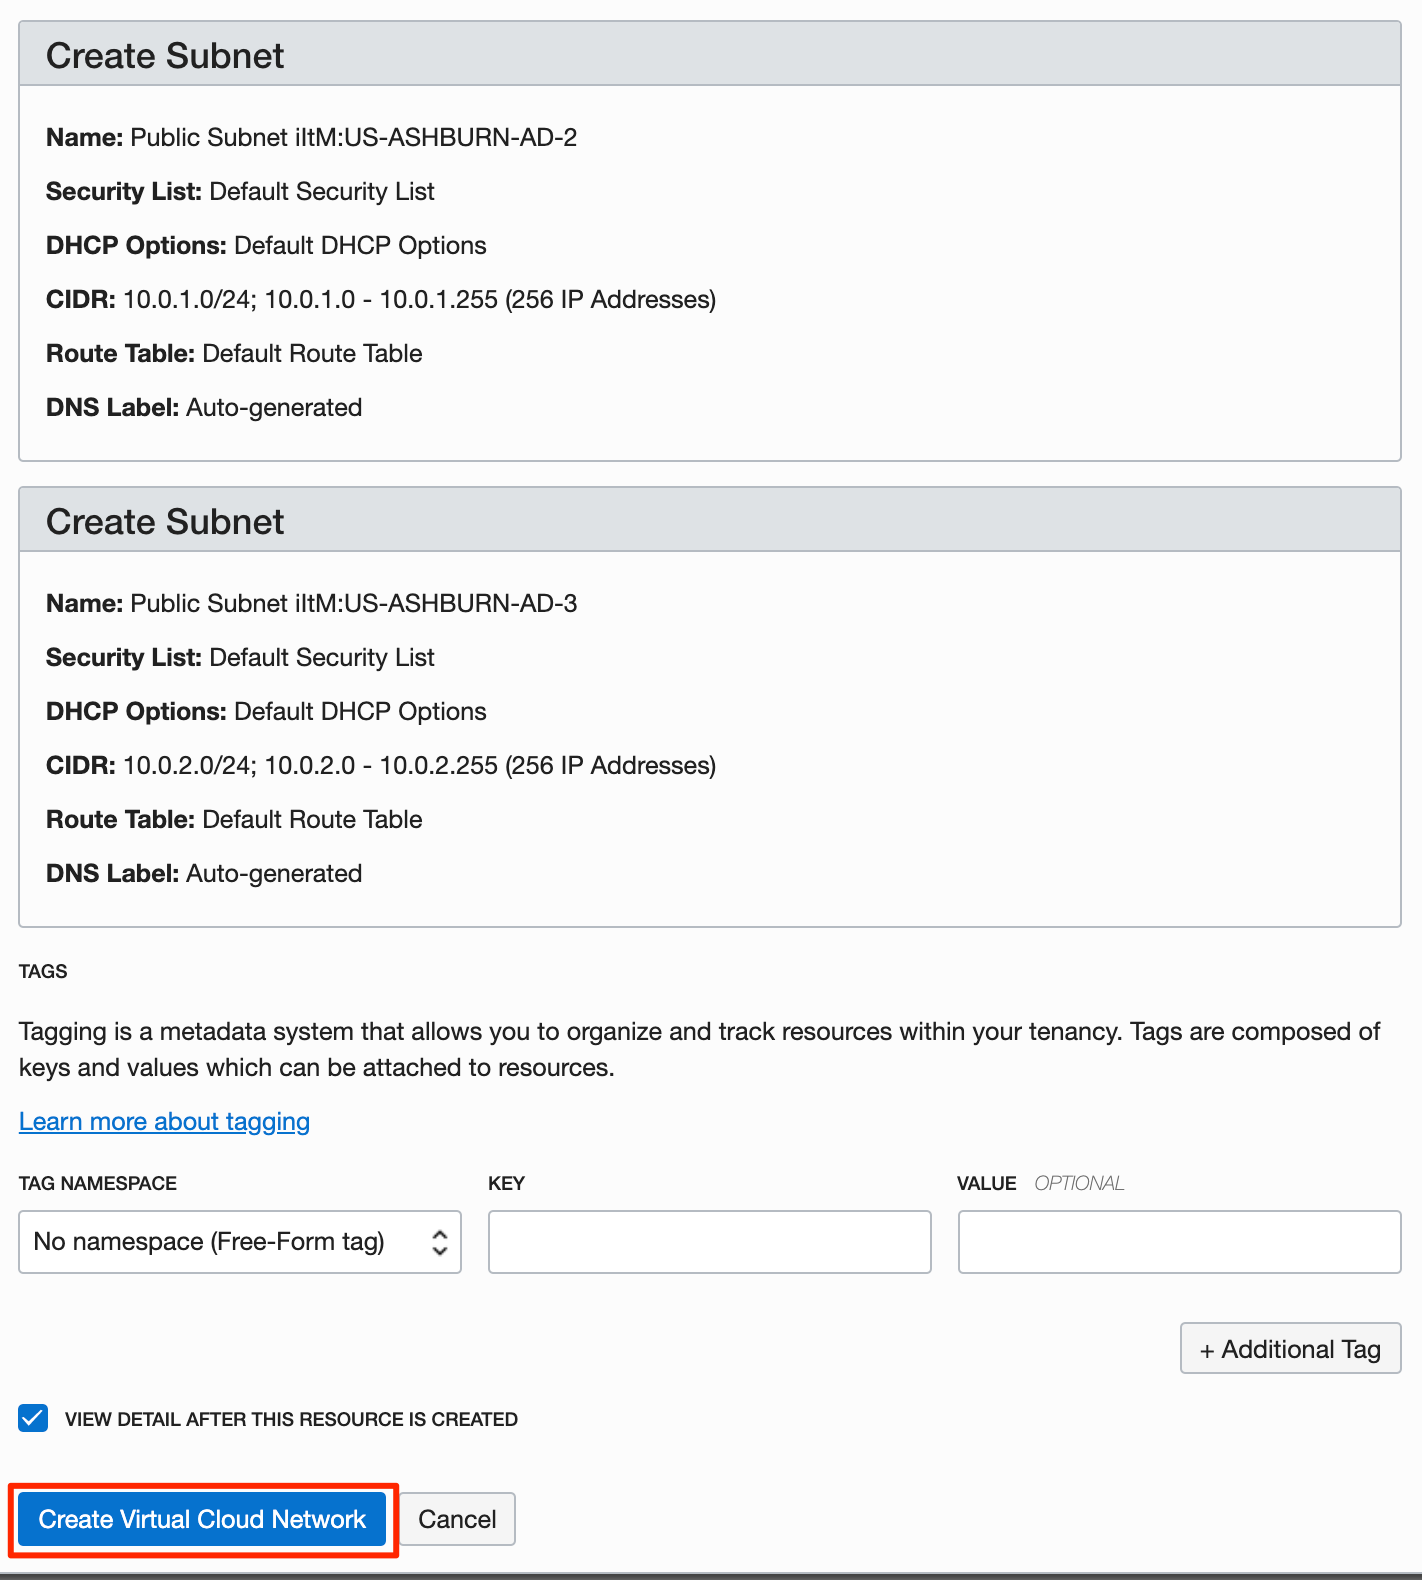 Create Subnet
Name: Public Subnet iItM:US-ASHBURN-AD-2
Security List: Default Security List
DHCP Options: Default DHCP Options
CIDR: 10.0.1.0/24; 10.0.1.0 - 10.0.1.255 (256 IP Addresses)
Route Table: Default Route Table
DNS Label: Auto-generated
Create Subnet
Name: Public Subnet iItM:US-ASHBURN-AD-3
Security List: Default Security List
DHCP Options: Default DHCP Options
CIDR: 10.0.2.0/24; 10.0.2.0 - 10.0.2.255 (256 IP Addresses)
Route Table: Default Route Table
DNS Label: Auto-generated
TAGS
Tagging is a metadata system that allows you to organize and track resources within your tenancy. Tags are composed of
keys and values which can be attached to resources.
Learn more about tagging
TAG NAMESPACE KEY VALUE OPTIONAL
No namespace (Free-Form tag)
+ Additional Tag
VIEW DETAIL AFTER THIS RESOURCE IS CREATED
Create Virtual Cloud Network Cancel